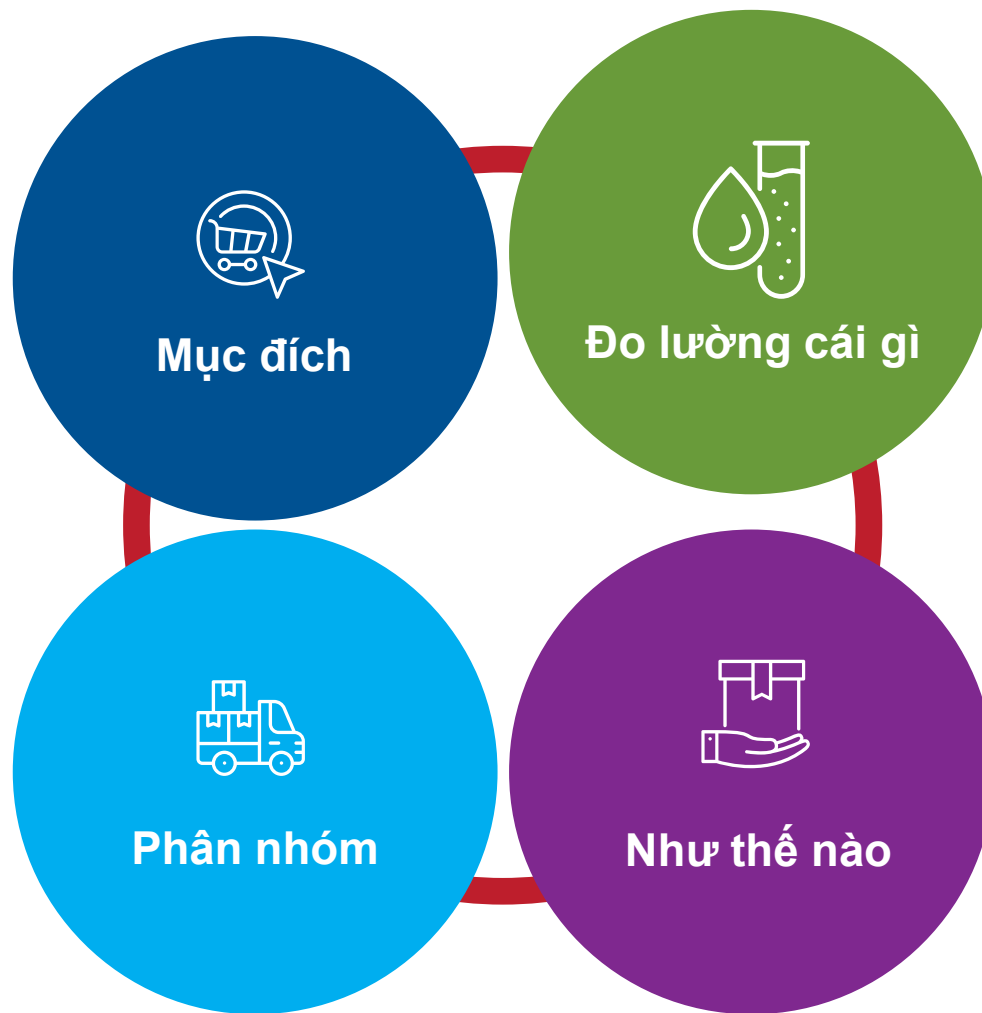 Mục đích
Đo lường cái gì
Phân nhóm
Như thế nào